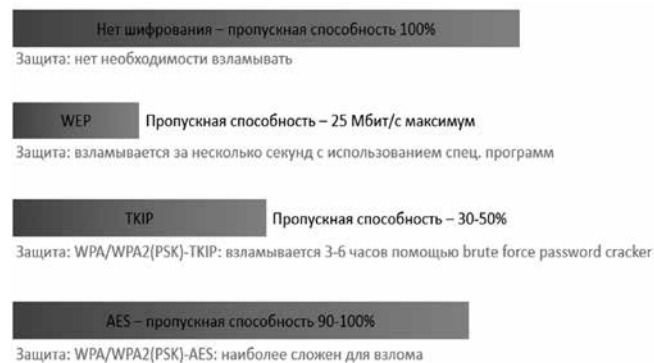 Нет шифрования – пропускная способность 100%
Защита: нет необходимости взламывать
WEP Пропускная способность – 25 Мбит/с максимум
Защита: взламывается за несколько секунд с использованием спец. программ
TKIP Пропускная способность – 30-50%
Защита: WPA/WPA2(PSK)-TKIP: взламывается 3-6 часов помощью brute force password cracker
AES – пропускная способность 90-100%
Защита: WPA/WPA2(PSK)-AES: наиболее сложен для взлома